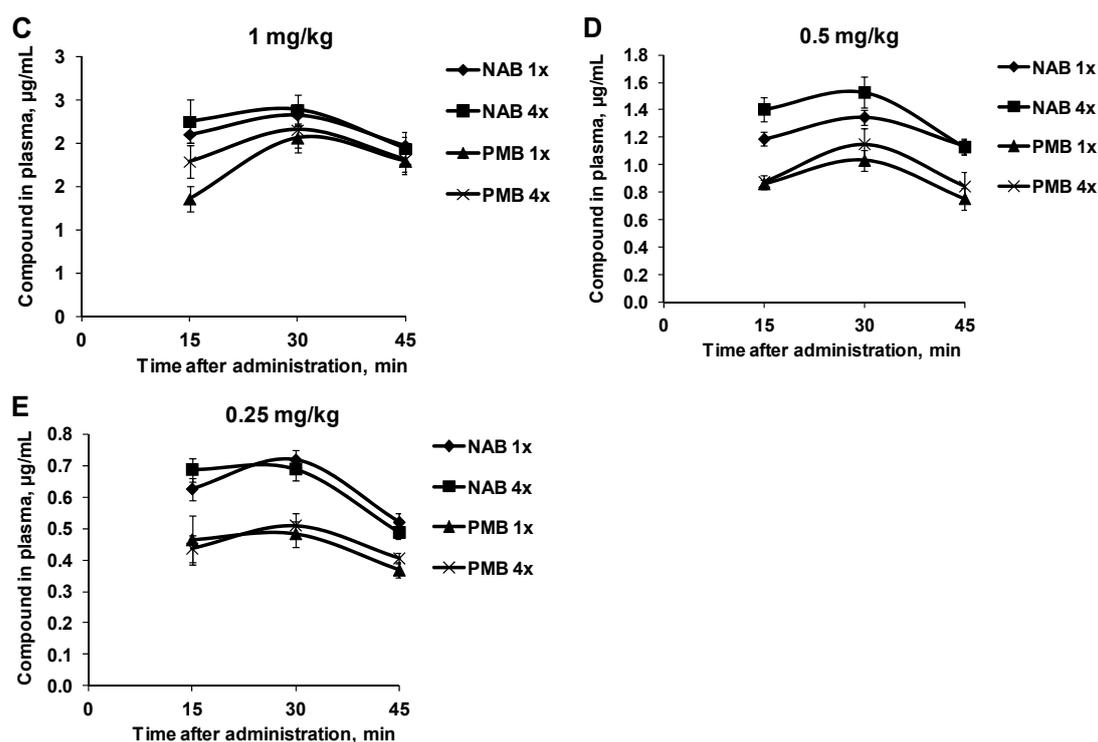 C
1 mg/kg
Compound in plasma, µg/mL
3
3
2
2
1
1
0
0 15 30 45
Time after administration, min
NAB 1x
NAB 4x
PMB 1x
PMB 4x
D
0.5 mg/kg
Compound in plasma, µg/mL
1.8
1.6
1.4
1.2
1.0
0.8
0.6
0.4
0.2
0.0
0 15 30 45
Time after administration, min
NAB 1x
NAB 4x
PMB 1x
PMB 4x
E
0.25 mg/kg
Compound in plasma, µg/mL
0.8
0.7
0.6
0.5
0.4
0.3
0.2
0.1
0.0
0 15 30 45
Time after administration, min
NAB 1x
NAB 4x
PMB 1x
PMB 4x